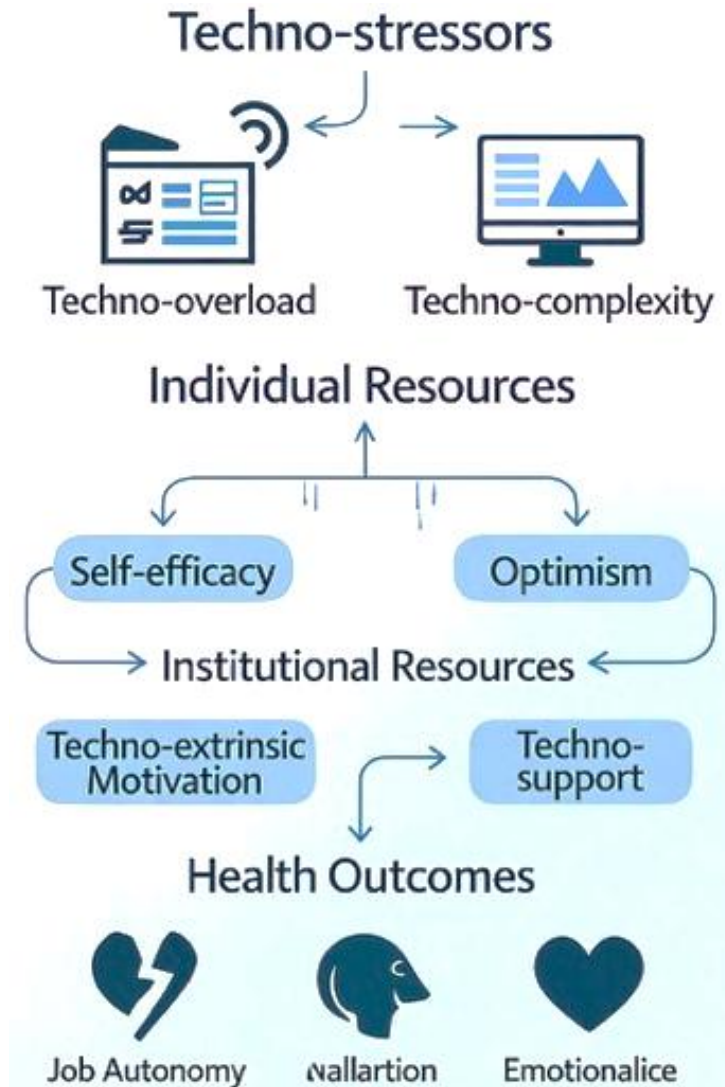 Techno-stressors
Techno-overload
Techno-complexity
Individual Resources
Self-efficacy
Optimism
Institutional Resources
Techno-extrinsic
Motivation
Techno-
support
Health Outcomes
Job Autonomy
Nallartion
Emotionalice